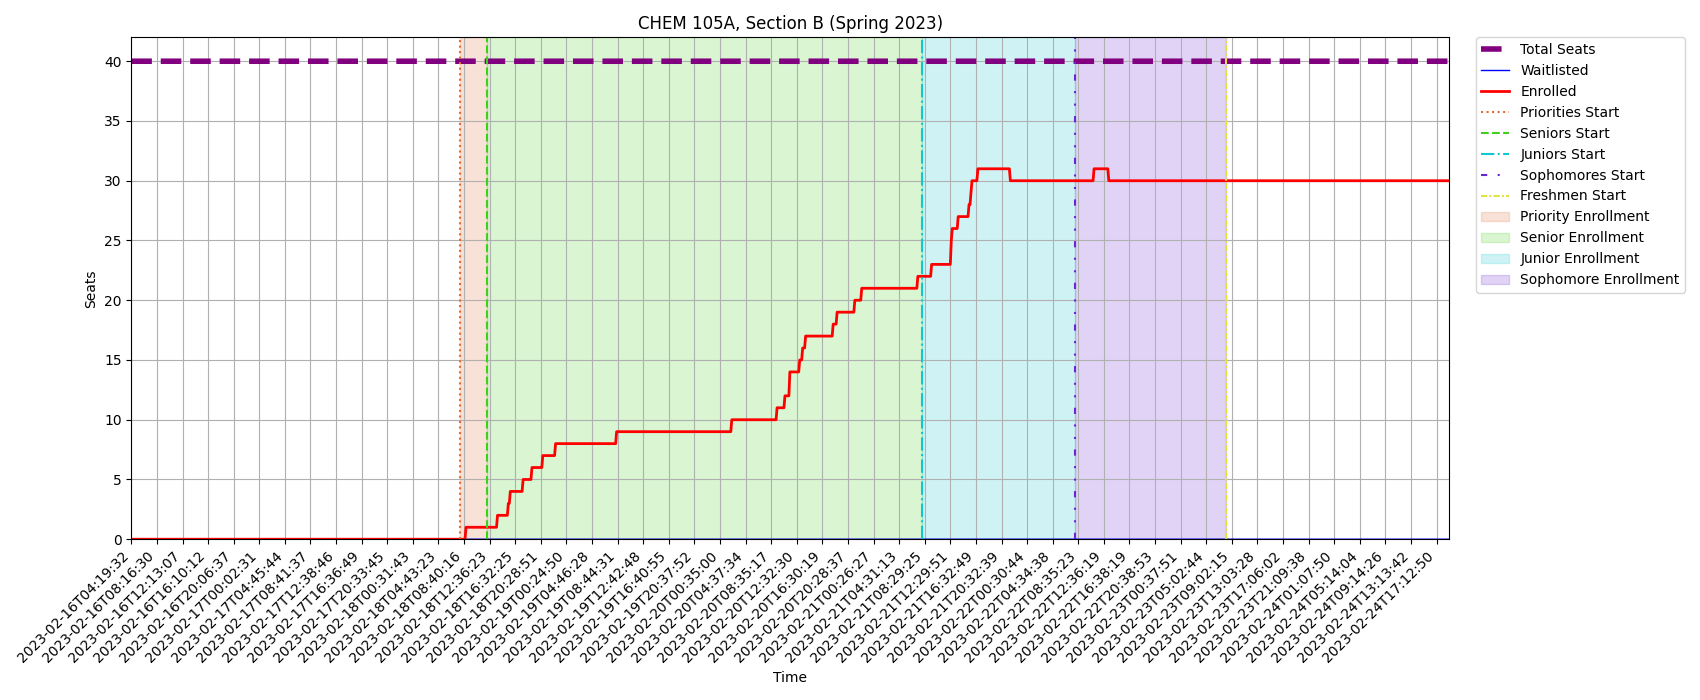 CHEM 105A, Section B (Spring 2023)
Total Seats
Waitlisted
Enrolled
Priorities Start
Seniors Start
Juniors Start
Sophomores Start
Freshmen Start
Priority Enrollment
Senior Enrollment
Junior Enrollment
Sophomore Enrollment
Seats
40
35
30
25
20
15
10
5
0
2023-02-16T04:19:32
2023-02-16T08:16:30
2023-02-16T12:13:07
2023-02-16T16:10:12
2023-02-16T20:06:37
2023-02-17T00:02:31
2023-02-17T04:45:44
2023-02-17T08:41:37
2023-02-17T12:38:46
2023-02-17T16:36:49
2023-02-17T20:33:45
2023-02-18T00:31:43
2023-02-18T04:43:23
2023-02-18T08:40:16
2023-02-18T12:36:23
2023-02-18T16:32:25
2023-02-18T20:28:51
2023-02-19T00:24:50
2023-02-19T04:46:28
2023-02-19T08:44:31
2023-02-19T12:42:48
2023-02-19T16:40:55
2023-02-19T20:37:52
2023-02-20T00:35:00
2023-02-20T04:37:34
2023-02-20T08:35:17
2023-02-20T12:32:30
2023-02-20T16:30:19
2023-02-20T20:28:37
2023-02-21T00:26:27
2023-02-21T04:31:13
2023-02-21T08:29:25
2023-02-21T12:29:51
2023-02-21T16:32:49
2023-02-21T20:32:39
2023-02-22T00:30:44
2023-02-22T04:34:38
2023-02-22T08:35:23
2023-02-22T12:36:19
2023-02-22T16:38:19
2023-02-22T20:38:53
2023-02-23T00:37:51
2023-02-23T05:02:44
2023-02-23T09:02:15
2023-02-23T13:03:28
2023-02-23T17:06:02
2023-02-23T21:09:38
2023-02-24T01:07:50
2023-02-24T05:14:04
2023-02-24T09:14:26
2023-02-24T13:13:42
2023-02-24T17:12:50
Time